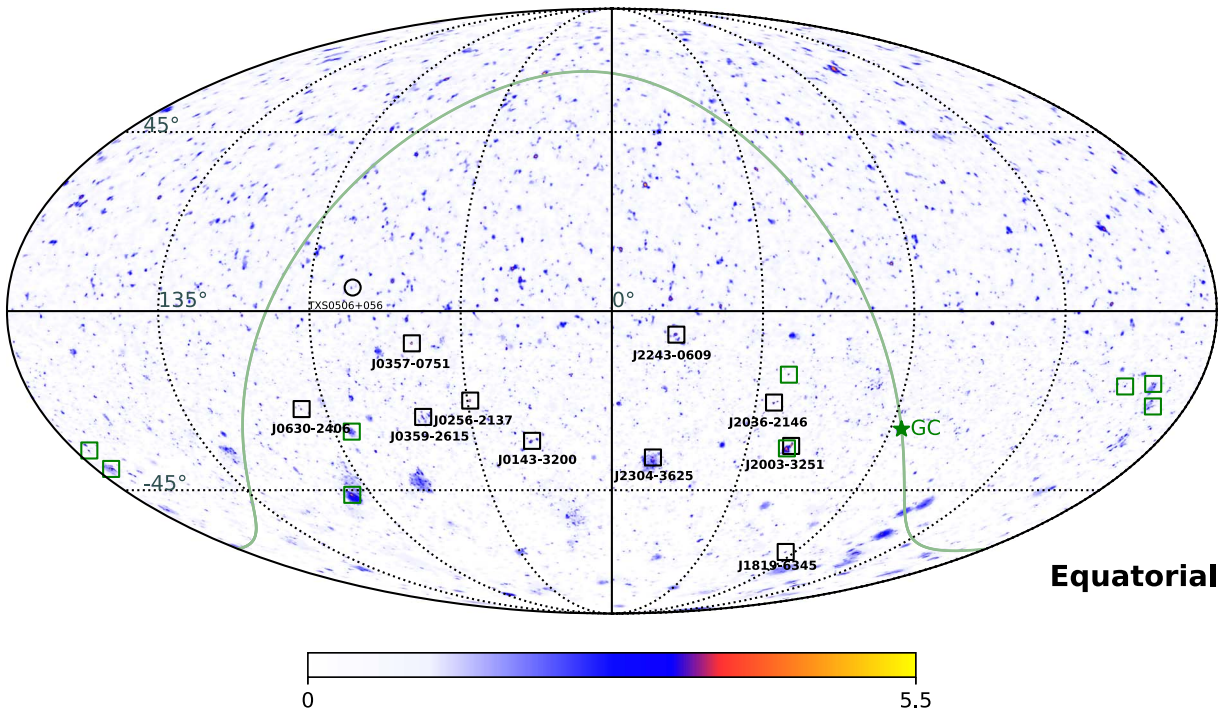 45°
135°
0°
TXS0506+056
J2243-0609
J0357-0751
J0256-2137
J2036-2146
J0630-2406
J0359-2615
GC
J0143-3200
J2003-3251
J2304-3625
-45°
J1819-6345
Equatorial
0
5.5